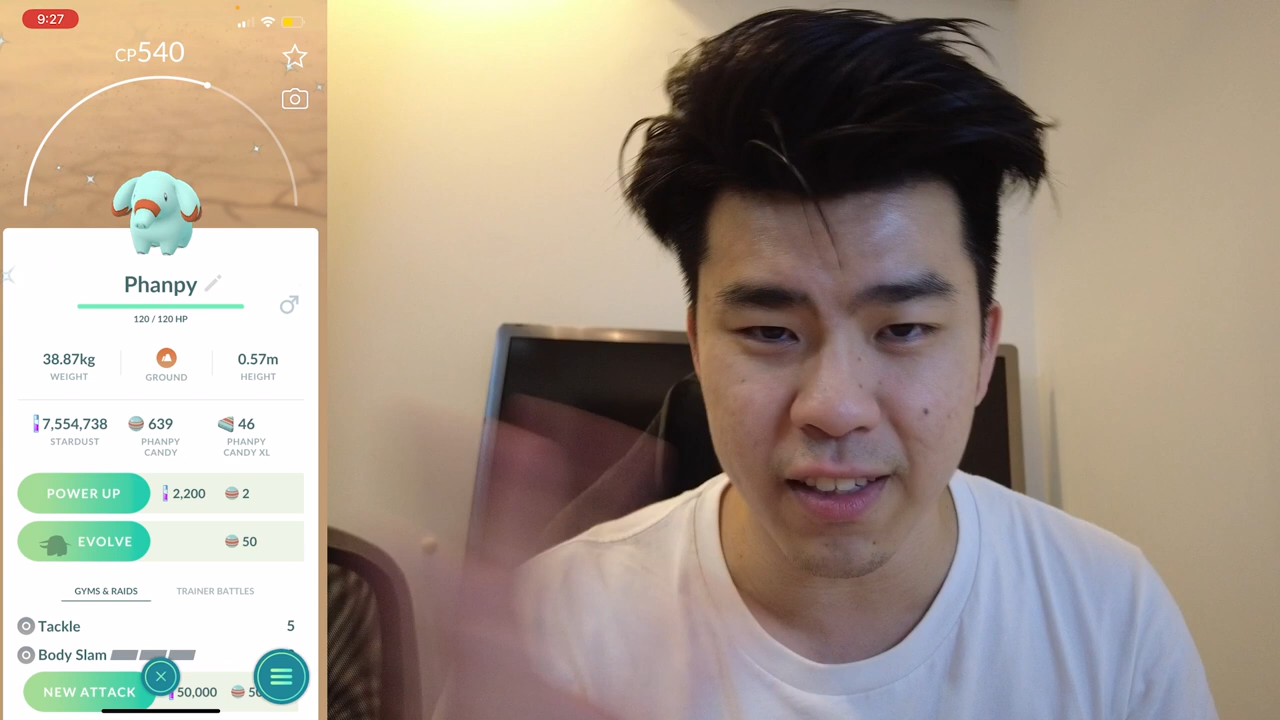 9:27
CP540
Phanpy
120 / 120 HP
38.87kg
WEIGHT
GROUND
0.57m
HEIGHT
7,554,738
STARDUST
639
PHANPY
CANDY
46
PHANPY
CANDY XL
POWER UP 2,200 2
EVOLVE 50
GYMS & RAIDS TRAINER BATTLES
Tackle 5
Body Slam
NEW ATTACK 50,000